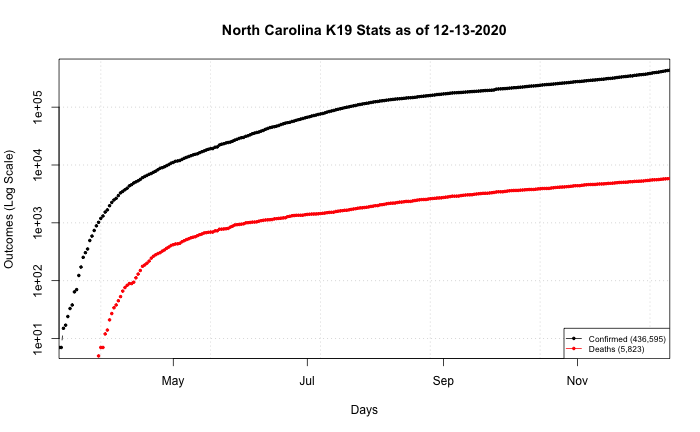 North Carolina K19 Stats as of 12-13-2020
Outcomes (Log Scale)
1e+05
1e+04
1e+03
1e+02
1e+01
May
Jul
Sep
Nov
Days
Confirmed (436,595)
Deaths (5,823)